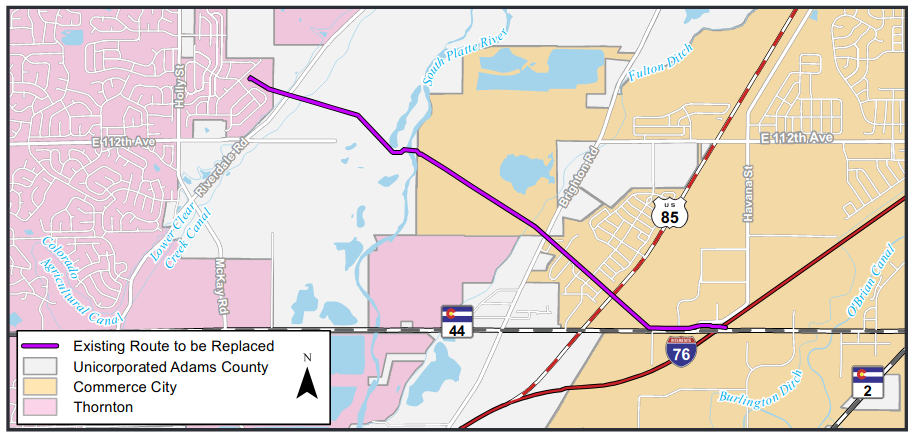 South Platte River
Fulton Ditch
Holly St
E 112th Ave
E 112th Ave
Riverdale Rd
Brighton Rd
Havana St
U S
85
Lower Clear
Creek Canal
Colorado
Agricultural Canal
McKay Rd
O'Brian Canal
44
INTERSTATE
76
Burlington Ditch
2
Existing Route to be Replaced
Unicorporated Adams County
Commerce City
Thornton
N